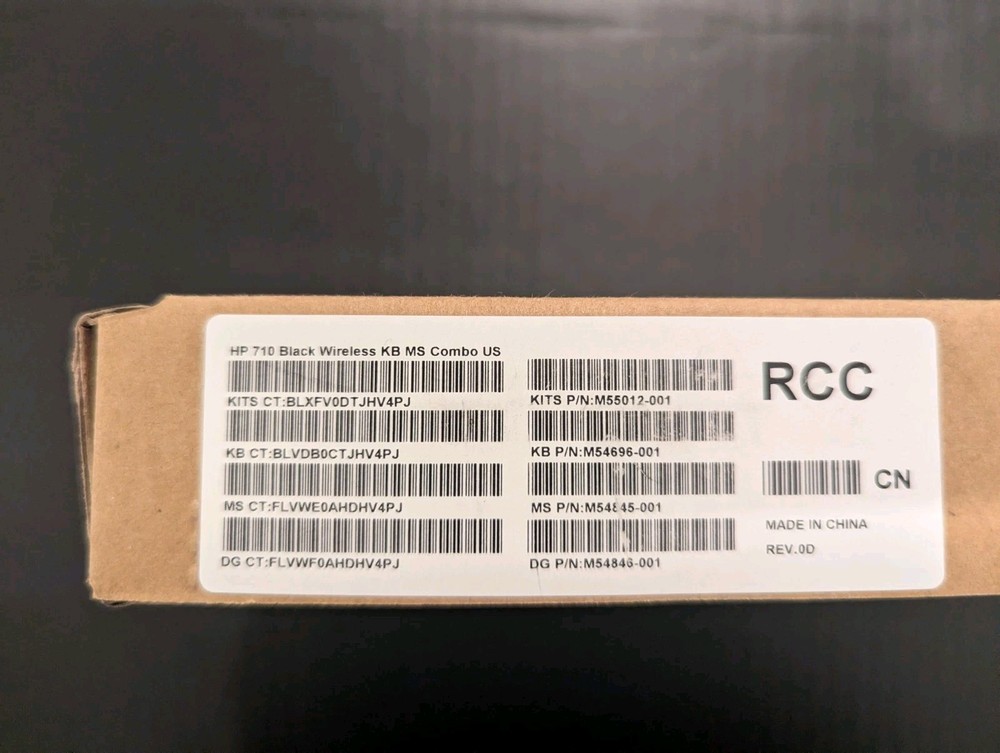 HP 710 Black Wireless KB MS Combo US
KITS CT:BLXFV0DTJHV4PJ
KB CT:BLVDB0CTJHV4PJ
MS CT:FLVWE0AHDHV4PJ
DG CT:FLVWF0AHDHV4PJ
KITS P/N:M55012-001
KB P/N:M54696-001
MS P/N:M54845-001
DG P/N:M54846-001
RCC
CN
MADE IN CHINA
REV.0D